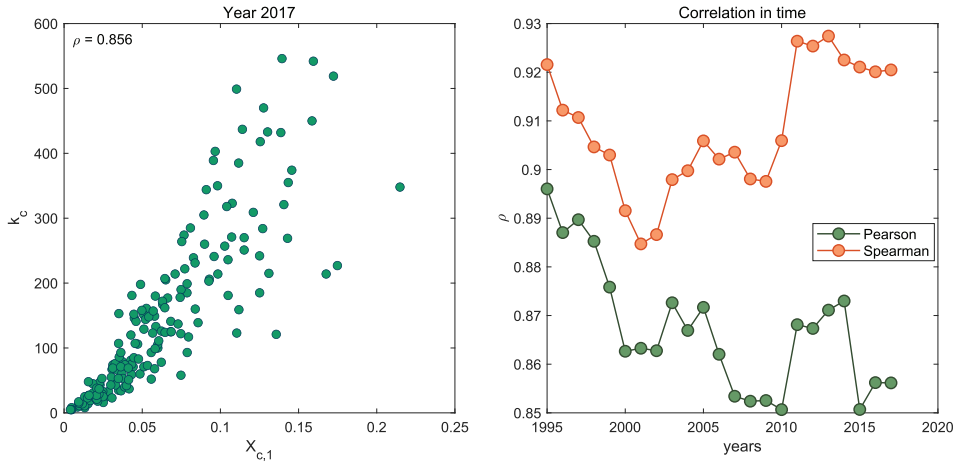 Year 2017
ρ = 0.856
600
500
400
300
200
100
0
k_c
0 0.05 0.1 0.15 0.2 0.25
X_c,1
Correlation in time
0.93
0.92
0.91
0.9
0.89
0.88
0.87
0.86
0.85
ρ
Pearson
Spearman
1995 2000 2005 2010 2015 2020
years